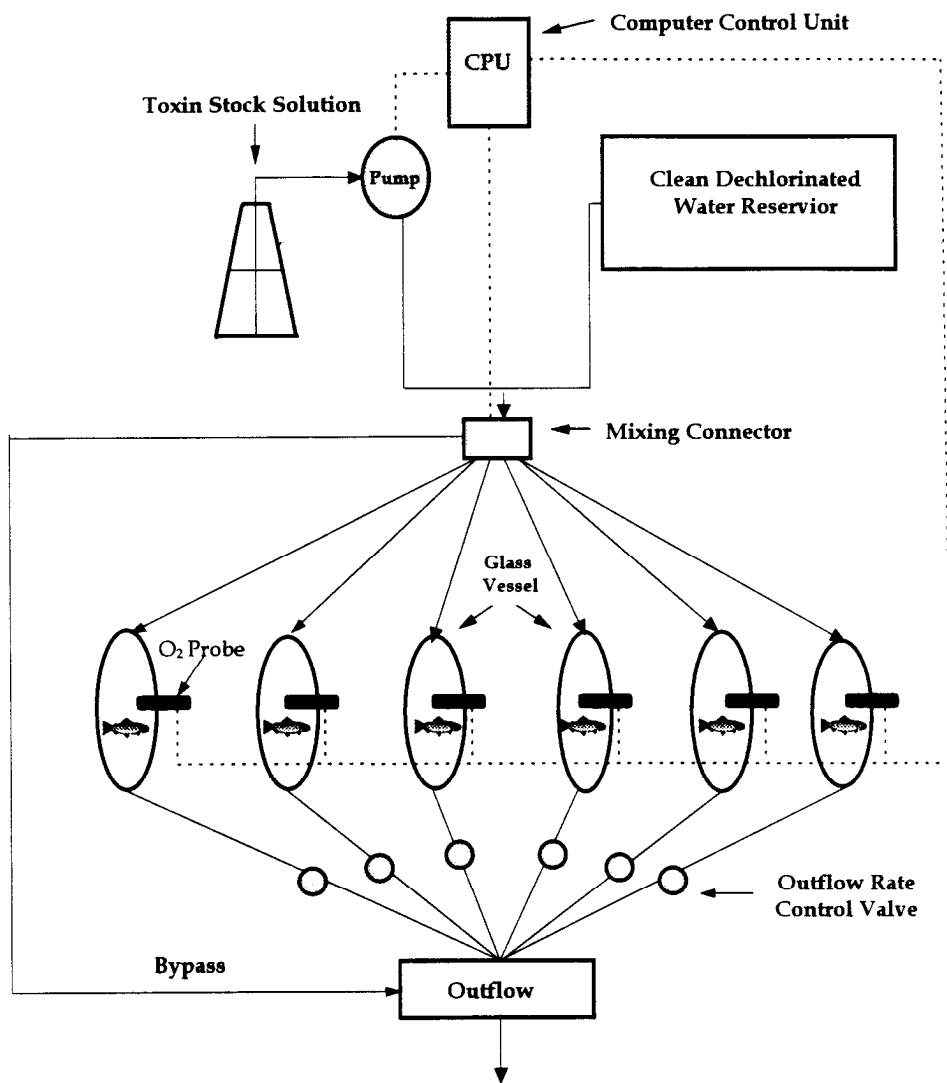 Computer Control Unit
CPU
Toxin Stock Solution
Pump
Clean Dechlorinated
Water Reservior
Mixing Connector
Glass
Vessel
O₂ Probe
Outflow Rate
Control Valve
Bypass
Outflow